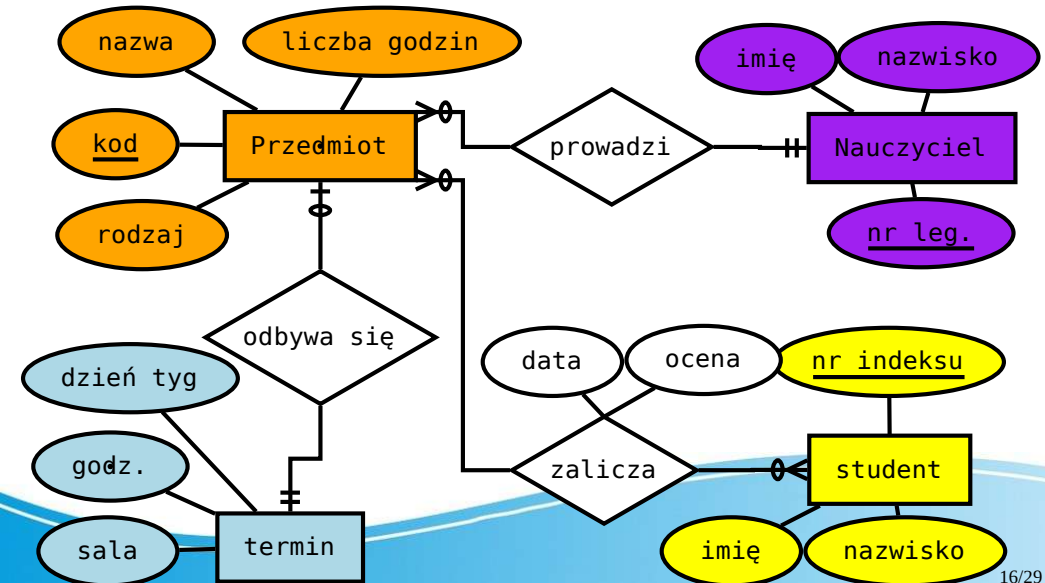 nazwa
liczba godzin
imię
nazwisko
kod
Przedmiot
prowadzi
Nauczyciel
rodzaj
nr leg.
odbywa się
dzień tyg
data
ocena
nr indeksu
godz.
zalicza
student
sala
termin
imię
nazwisko
16/29